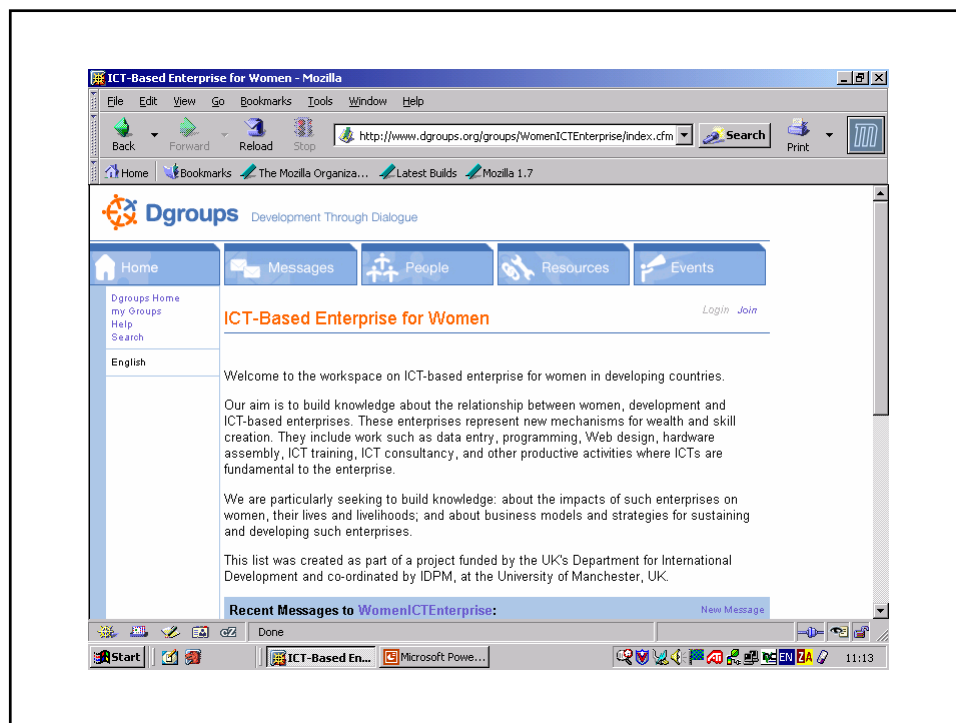 ICT-Based Enterprise for Women - Mozilla
File Edit View Go Bookmarks Tools Window Help
Back Forward Reload Stop http://www.dgroups.org/groups/WomenICTEnterprise/index.cfm Search Print
Home Bookmarks The Mozilla Organiza... Latest Builds Mozilla 1.7
Dgroups Development Through Dialogue
Home Messages People Resources Events
Dgroups Home
my Groups
Help
Search
English
Login Join
ICT-Based Enterprise for Women
Welcome to the workspace on ICT-based enterprise for women in developing countries.
Our aim is to build knowledge about the relationship between women, development and
ICT-based enterprises. These enterprises represent new mechanisms for wealth and skill
creation. They include work such as data entry, programming, Web design, hardware
assembly, ICT training, ICT consultancy, and other productive activities where ICTs are
fundamental to the enterprise.
We are particularly seeking to build knowledge: about the impacts of such enterprises on
women, their lives and livelihoods; and about business models and strategies for sustaining
and developing such enterprises.
This list was created as part of a project funded by the UK's Department for International
Development and co-ordinated by IDPM, at the University of Manchester, UK.
Recent Messages to WomenICTEnterprise: New Message
Done
Start ICT-Based En... Microsoft Powe... EN ZA 11:13